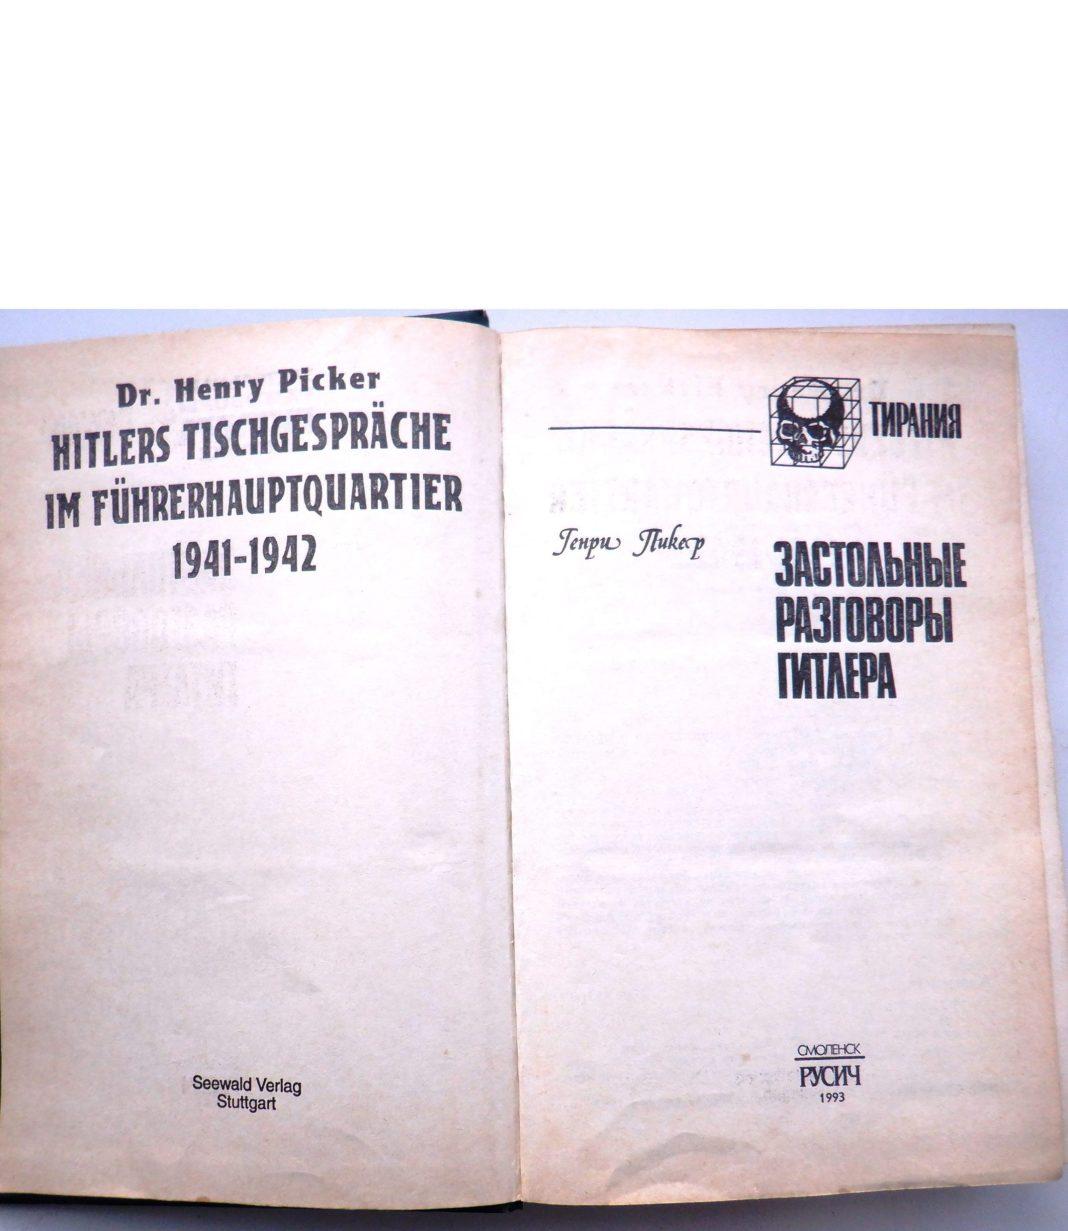 Dr. Henry Picker
HITLERS TISCHGESPRÄCHE
IM FÜHRERHAUPTQUARTIER
1941-1942
Seewald Verlag
Stuttgart
ТИРАНИЯ
Генри Пикер
ЗАСТОЛЬНЫЕ
РАЗГОВОРЫ
ГИТЛЕРА
СМОЛЕНСК
РУСИЧ
1993